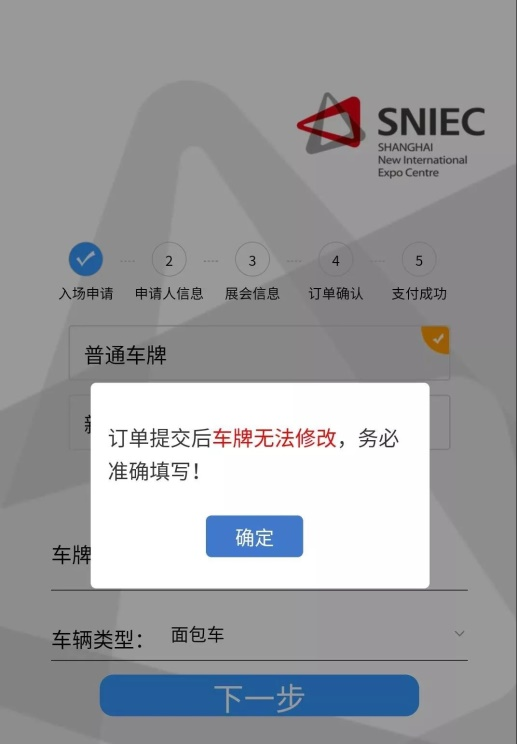 SNIEC
SHANGHAI
New International
Expo Centre
2
3
4
5
入场申请
申请人信息
展会信息
订单确认
支付成功
普通车牌
订单提交后车牌无法修改，务必
准确填写！
确定
车牌
车辆类型：
面包车
下一步